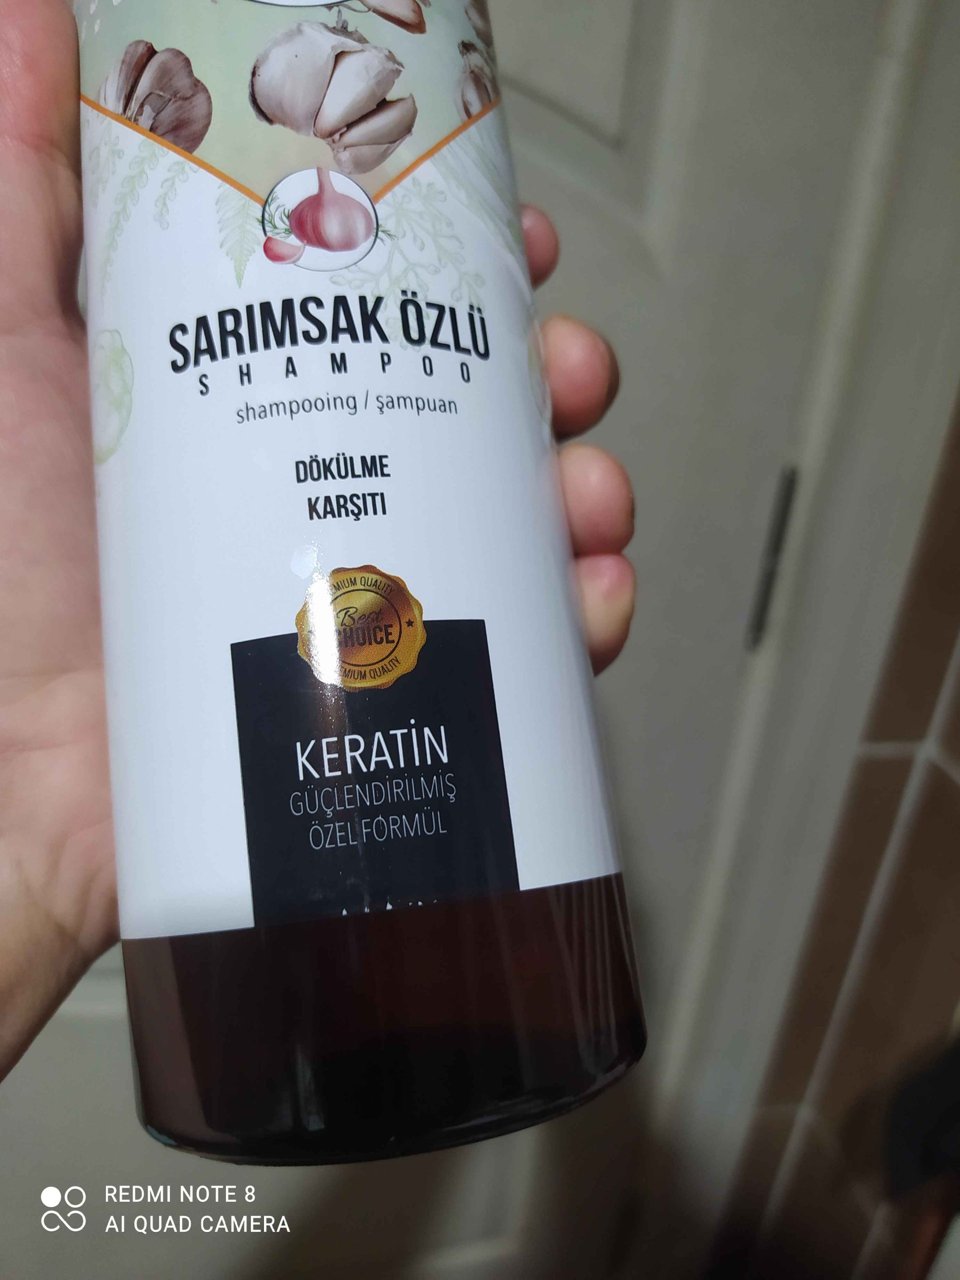 SARIMSAK ÖZLÜ
SHAMPOO
shampooing / şampuan
DÖKÜLME
KARŞITI
PREMIUM QUALITY
Best
CHOICE
PREMIUM QUALITY
KERATİN
GÜÇLENDİRİLMİŞ
ÖZEL FORMÜL
REDMI NOTE 8
AI QUAD CAMERA